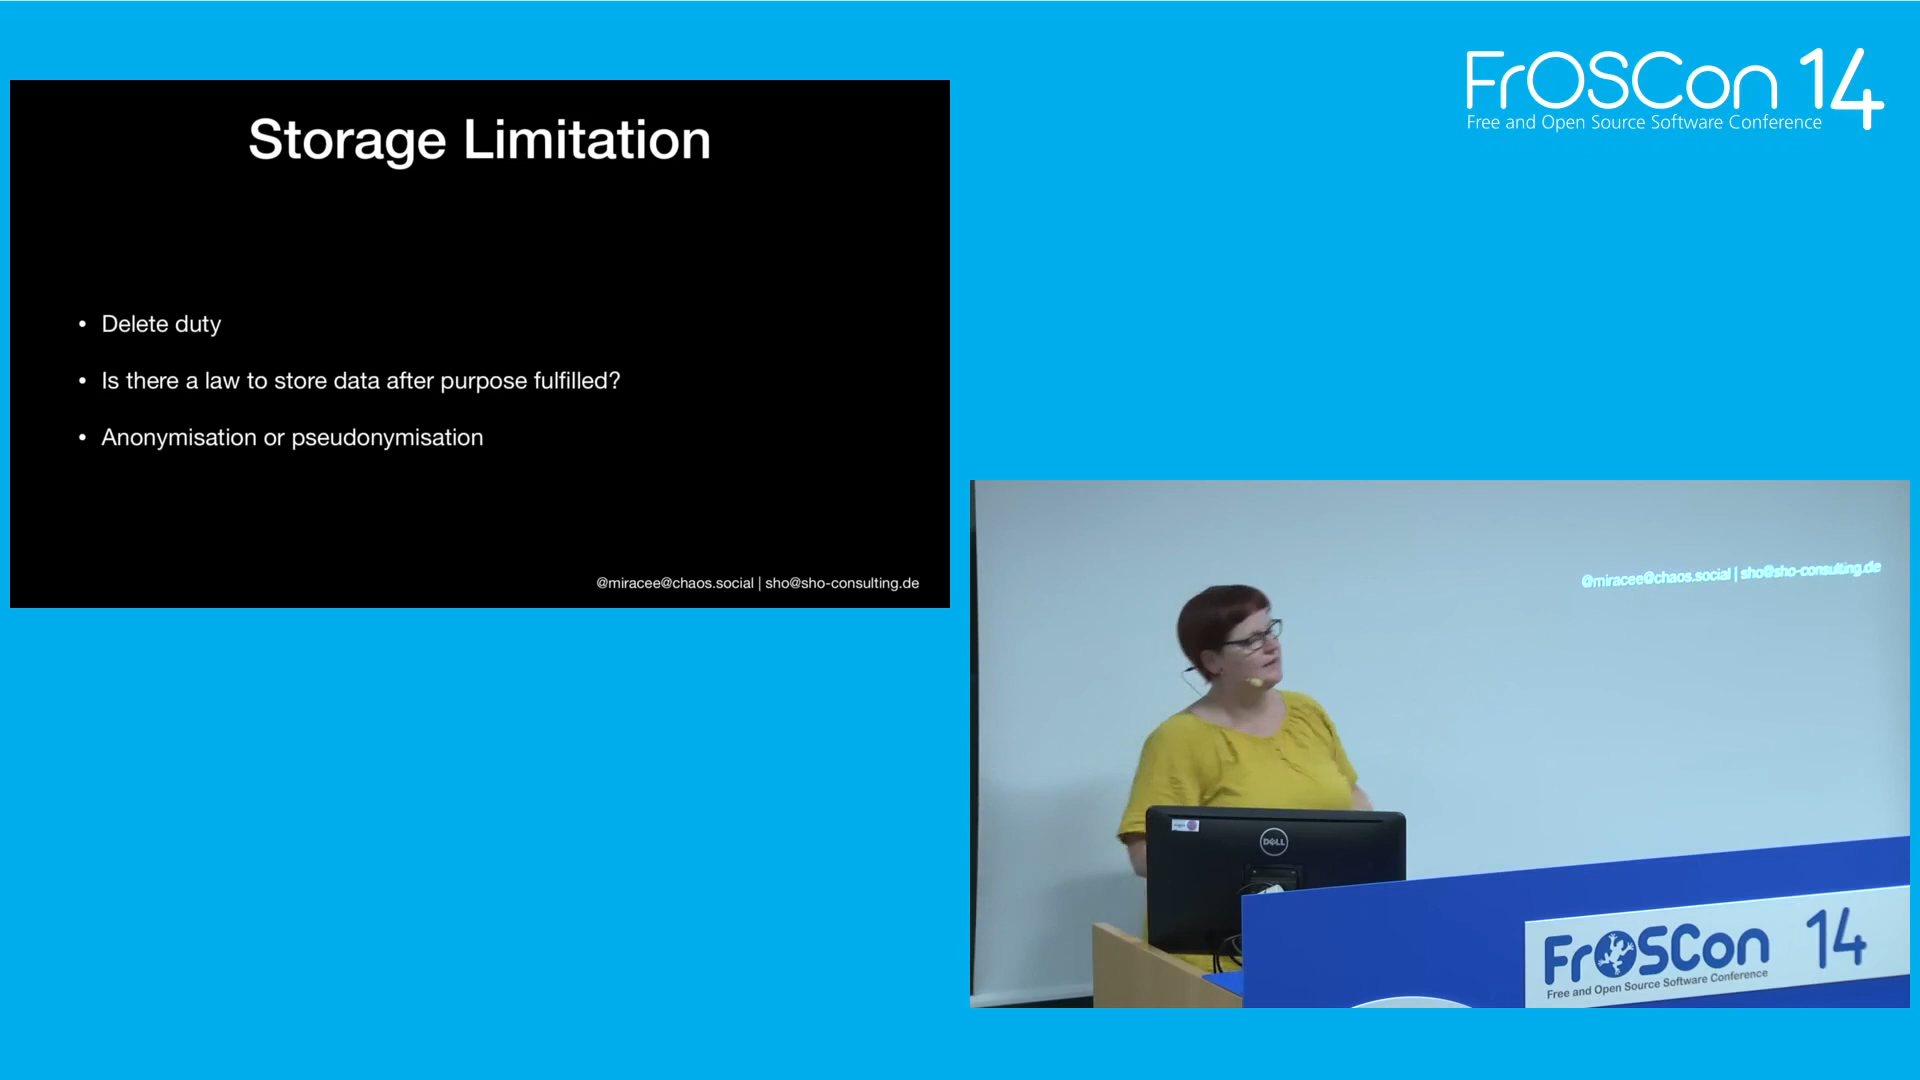 Storage Limitation
• Delete duty
• Is there a law to store data after purpose fulfilled?
• Anonymisation or pseudonymisation
@miracee@chaos.social | sho@sho-consulting.de
FrOSCon 14
Free and Open Source Software Conference
@miracee@chaos.social | sho@sho-consulting.de
DELL
FrOSCon 14
Free and Open Source Software Conference